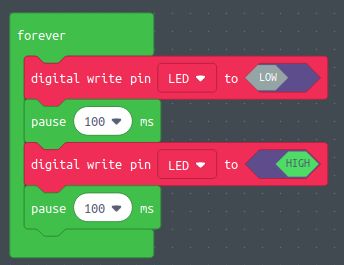 forever
digital write pin LED to LOW
pause 100 ms
digital write pin LED to HIGH
pause 100 ms